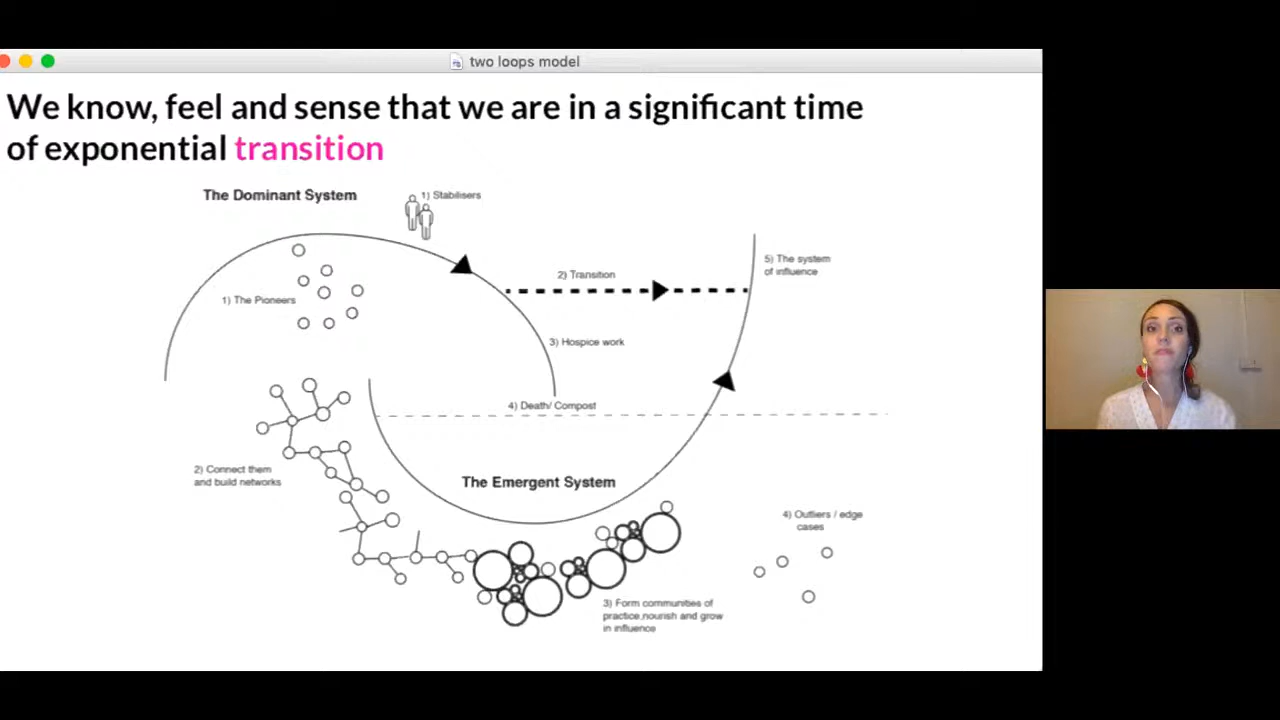 two loops model
We know, feel and sense that we are in a significant time
of exponential transition
The Dominant System
1) Stabilisers
5) The system
of influence
2) Transition
1) The Pioneers
3) Hospice work
4) Death/ Compost
2) Connect them
and build networks
The Emergent System
4) Outliers / edge
cases
3) Form communities of
practice,nourish and grow
in influence